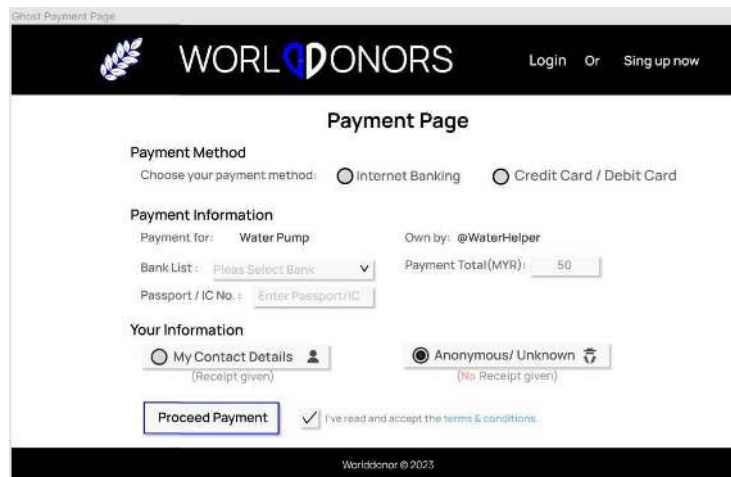 Ghost Payment Page
WORLDDONORS
Login Or Sing up now
Payment Page
Payment Method
Choose your payment method: Internet Banking Credit Card / Debit Card
Payment Information
Payment for: Water Pump Own by: @WaterHelper
Bank List : Pleas Select Bank Payment Total(MYR): 50
Passport / IC No. : Enter Passport/IC
Your Information
My Contact Details Anonymous/ Unknown
(Receipt given) (No Receipt given)
Proceed Payment I've read and accept the terms & conditions.
Worlddonor © 2023